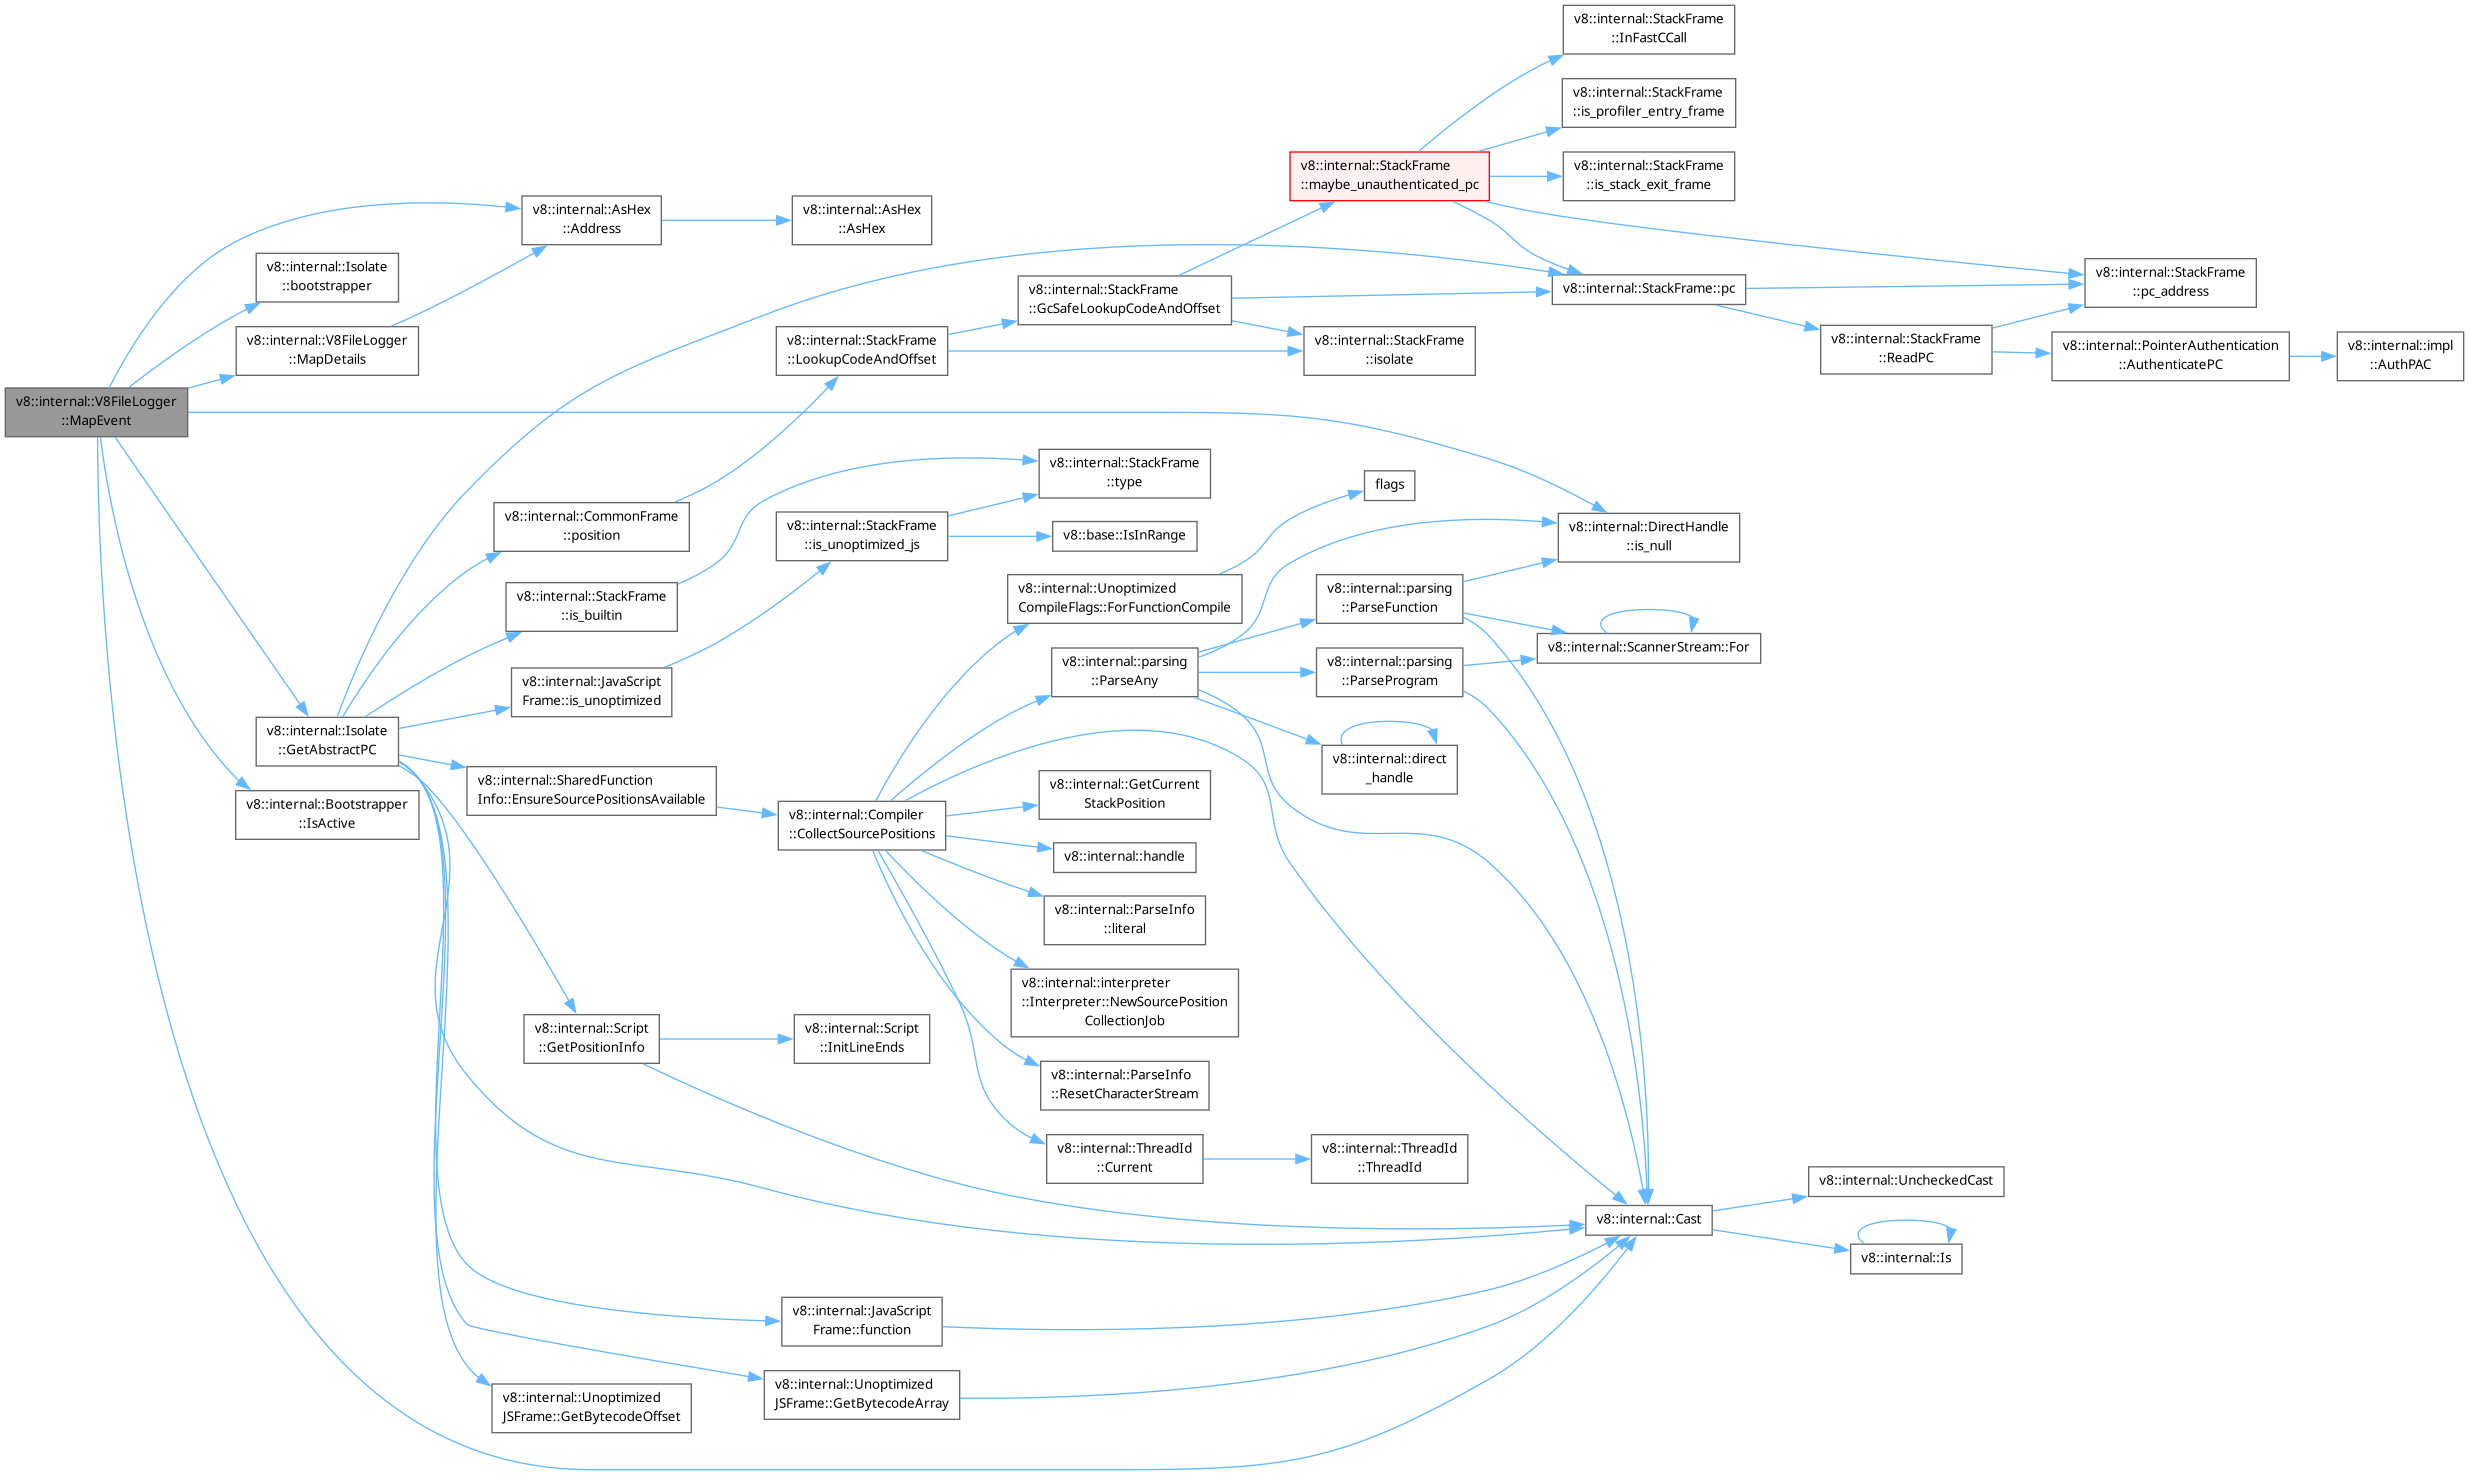 v8::internal::V8FileLogger
::MapEvent
v8::internal::AsHex
::Address
v8::internal::AsHex
::AsHex
v8::internal::Isolate
::bootstrapper
v8::internal::V8FileLogger
::MapDetails
v8::internal::Isolate
::GetAbstractPC
v8::internal::Bootstrapper
::IsActive
v8::internal::CommonFrame
::position
v8::internal::StackFrame
::is_builtin
v8::internal::JavaScript
Frame::is_unoptimized
v8::internal::SharedFunction
Info::EnsureSourcePositionsAvailable
v8::internal::Script
::GetPositionInfo
v8::internal::Unoptimized
JSFrame::GetBytecodeOffset
v8::internal::StackFrame
::LookupCodeAndOffset
v8::internal::StackFrame
::is_unoptimized_js
v8::internal::Compiler
::CollectSourcePositions
v8::internal::Script
::InitLineEnds
v8::internal::JavaScript
Frame::function
v8::internal::Unoptimized
JSFrame::GetBytecodeArray
v8::internal::StackFrame
::GcSafeLookupCodeAndOffset
v8::internal::StackFrame
::type
v8::base::IsInRange
v8::internal::Unoptimized
CompileFlags::ForFunctionCompile
v8::internal::parsing
::ParseAny
v8::internal::GetCurrent
StackPosition
v8::internal::handle
v8::internal::ParseInfo
::literal
v8::internal::interpreter
::Interpreter::NewSourcePosition
CollectionJob
v8::internal::ParseInfo
::ResetCharacterStream
v8::internal::ThreadId
::Current
v8::internal::StackFrame
::maybe_unauthenticated_pc
v8::internal::StackFrame
::isolate
flags
v8::internal::parsing
::ParseFunction
v8::internal::parsing
::ParseProgram
v8::internal::direct
_handle
v8::internal::ThreadId
::ThreadId
v8::internal::StackFrame
::InFastCCall
v8::internal::StackFrame
::is_profiler_entry_frame
v8::internal::StackFrame
::is_stack_exit_frame
v8::internal::StackFrame::pc
v8::internal::DirectHandle
::is_null
v8::internal::ScannerStream::For
v8::internal::Cast
v8::internal::StackFrame
::ReadPC
v8::internal::UncheckedCast
v8::internal::Is
v8::internal::StackFrame
::pc_address
v8::internal::PointerAuthentication
::AuthenticatePC
v8::internal::impl
::AuthPAC